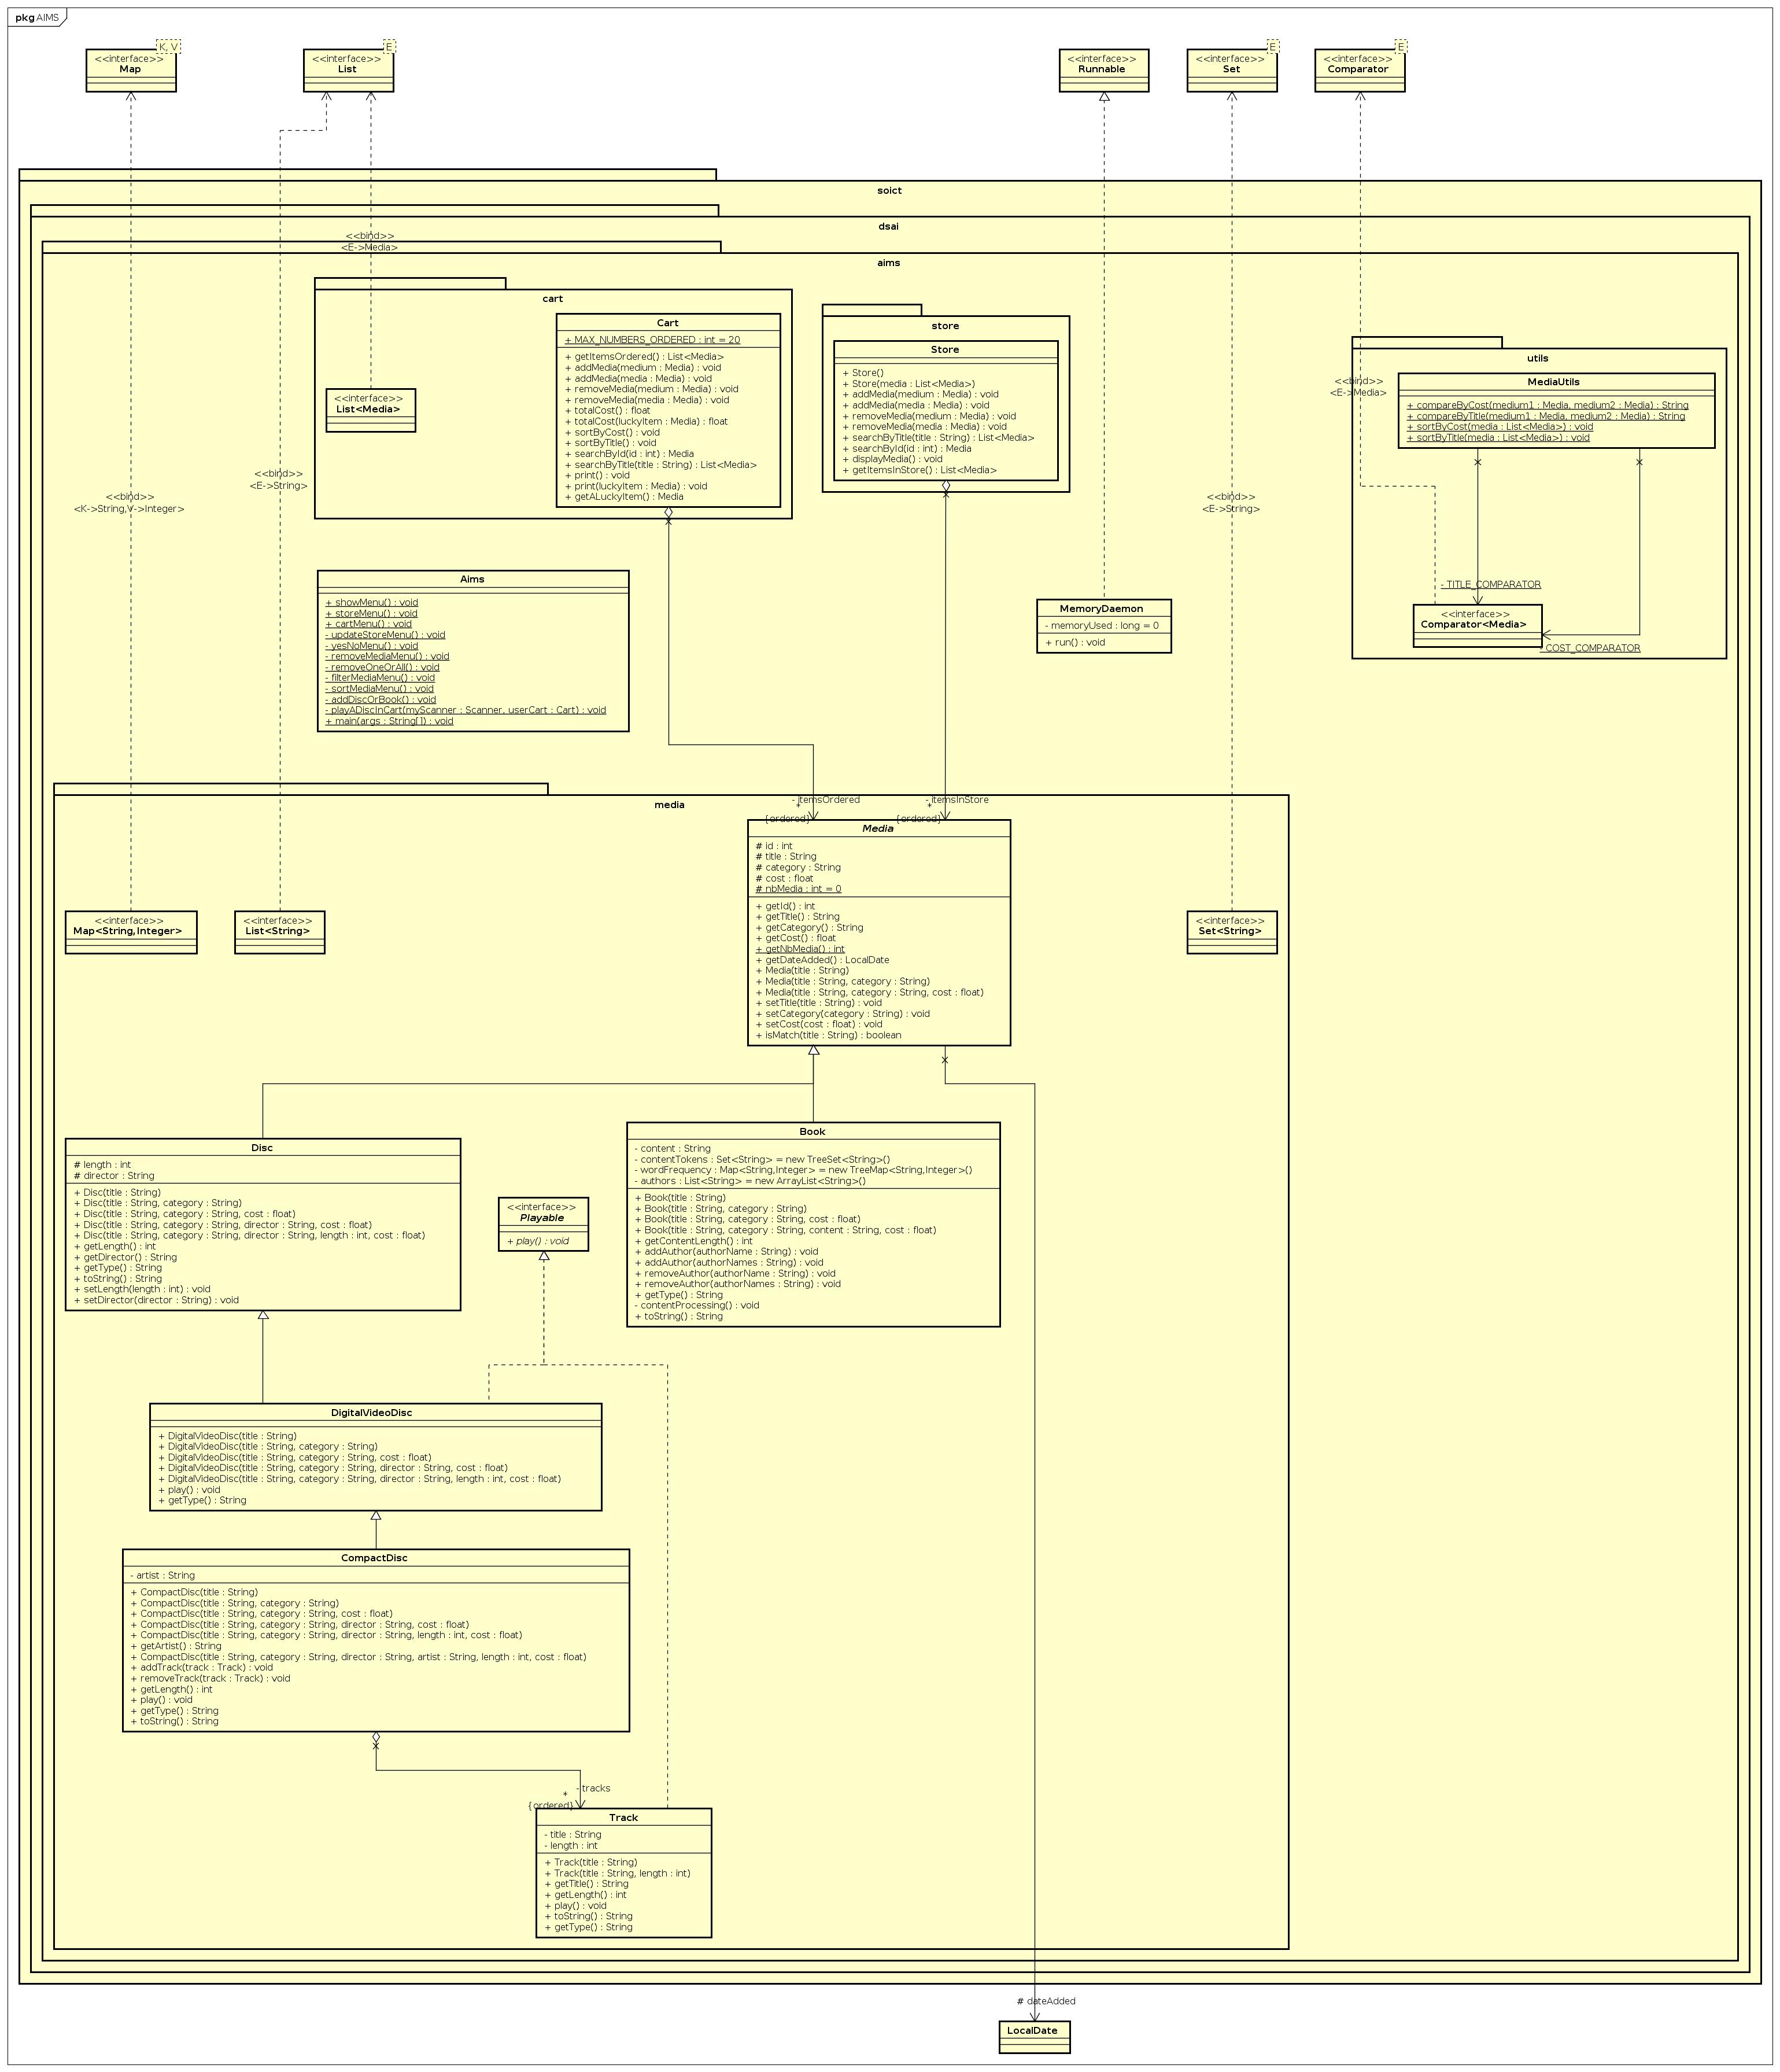 pkg AIMS
K, V
<<interface>>
Map
E
<<interface>>
List
<<interface>>
Runnable
E
<<interface>>
Set
E
<<interface>>
Comparator
soict
dsai
<<bind>>
<E->Media>
aims
cart
<<interface>>
List<Media>
Cart
+ MAX_NUMBERS_ORDERED : int = 20
+ getItemsOrdered() : List<Media>
+ addMedia(medium : Media) : void
+ addMedia(media : Media) : void
+ removeMedia(medium : Media) : void
+ removeMedia(media : Media) : void
+ totalCost() : float
+ totalCost(luckyItem : Media) : float
+ sortByCost() : void
+ sortByTitle() : void
+ searchById(id : int) : Media
+ searchByTitle(title : String) : List<Media>
+ print() : void
+ print(luckyItem : Media) : void
+ getALuckyItem() : Media
store
Store
+ Store()
+ Store(media : List<Media>)
+ addMedia(medium : Media) : void
+ addMedia(media : Media) : void
+ removeMedia(medium : Media) : void
+ removeMedia(media : Media) : void
+ searchByTitle(title : String) : List<Media>
+ searchById(id : int) : Media
+ displayMedia() : void
+ getItemsInStore() : List<Media>
utils
<<bind>>
<E->Media>
MediaUtils
+ compareByCost(medium1 : Media, medium2 : Media) : String
+ compareByTitle(medium1 : Media, medium2 : Media) : String
+ sortByCost(media : List<Media>) : void
+ sortByTitle(media : List<Media>) : void
- TITLE_COMPARATOR
<<interface>>
Comparator<Media>
- COST_COMPARATOR
<<bind>>
<K->String,V->Integer>
<<bind>>
<E->String>
<<bind>>
<E->String>
Aims
+ showMenu() : void
+ storeMenu() : void
+ cartMenu() : void
- updateStoreMenu() : void
- yesNoMenu() : void
- removeMediaMenu() : void
- removeOneOrAll() : void
- filterMediaMenu() : void
- sortMediaMenu() : void
- addDiscOrBook() : void
- playADiscInCart(myScanner : Scanner, userCart : Cart) : void
+ main(args : String[]) : void
MemoryDaemon
- memoryUsed : long = 0
+ run() : void
media
- itemsOrdered
*
{ordered}
- itemsInStore
*
{ordered}
<<interface>>
Map<String,Integer>
<<interface>>
List<String>
Media
# id : int
# title : String
# category : String
# cost : float
# nbMedia : int = 0
+ getId() : int
+ getTitle() : String
+ getCategory() : String
+ getCost() : float
+ getNbMedia() : int
+ getDateAdded() : LocalDate
+ Media(title : String)
+ Media(title : String, category : String)
+ Media(title : String, category : String, cost : float)
+ setTitle(title : String) : void
+ setCategory(category : String) : void
+ setCost(cost : float) : void
+ isMatch(title : String) : boolean
<<interface>>
Set<String>
Disc
# length : int
# director : String
+ Disc(title : String)
+ Disc(title : String, category : String)
+ Disc(title : String, category : String, cost : float)
+ Disc(title : String, category : String, director : String, cost : float)
+ Disc(title : String, category : String, director : String, length : int, cost : float)
+ getLength() : int
+ getDirector() : String
+ getType() : String
+ toString() : String
+ setLength(length : int) : void
+ setDirector(director : String) : void
<<interface>>
Playable
+ play() : void
Book
- content : String
- contentTokens : Set<String> = new TreeSet<String>()
- wordFrequency : Map<String,Integer> = new TreeMap<String,Integer>()
- authors : List<String> = new ArrayList<String>()
+ Book(title : String)
+ Book(title : String, category : String)
+ Book(title : String, category : String, cost : float)
+ Book(title : String, category : String, content : String, cost : float)
+ getContentLength() : int
+ addAuthor(authorName : String) : void
+ addAuthor(authorNames : String) : void
+ removeAuthor(authorName : String) : void
+ removeAuthor(authorNames : String) : void
+ getType() : String
- contentProcessing() : void
+ toString() : String
DigitalVideoDisc
+ DigitalVideoDisc(title : String)
+ DigitalVideoDisc(title : String, category : String)
+ DigitalVideoDisc(title : String, category : String, cost : float)
+ DigitalVideoDisc(title : String, category : String, director : String, cost : float)
+ DigitalVideoDisc(title : String, category : String, director : String, length : int, cost : float)
+ play() : void
+ getType() : String
CompactDisc
- artist : String
+ CompactDisc(title : String)
+ CompactDisc(title : String, category : String)
+ CompactDisc(title : String, category : String, cost : float)
+ CompactDisc(title : String, category : String, director : String, cost : float)
+ CompactDisc(title : String, category : String, director : String, length : int, cost : float)
+ getArtist() : String
+ CompactDisc(title : String, category : String, director : String, artist : String, length : int, cost : float)
+ addTrack(track : Track) : void
+ removeTrack(track : Track) : void
+ getLength() : int
+ play() : void
+ getType() : String
+ toString() : String
- tracks
*
{ordered}
Track
- title : String
- length : int
+ Track(title : String)
+ Track(title : String, length : int)
+ getTitle() : String
+ getLength() : int
+ play() : void
+ toString() : String
+ getType() : String
# dateAdded
LocalDate